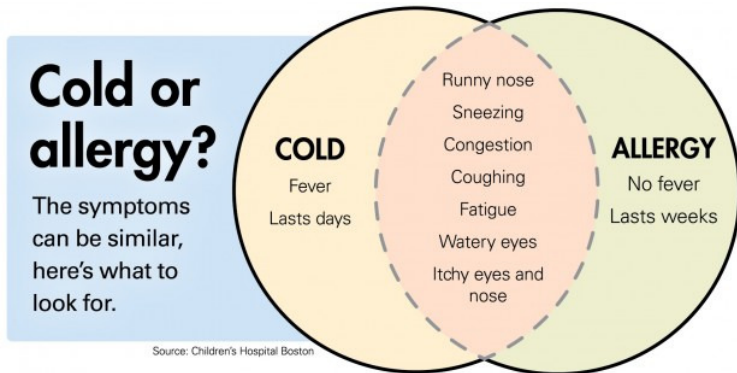 Cold or
allergy?
The symptoms
can be similar,
here's what to
look for.
COLD
Fever
Lasts days
Runny nose
Sneezing
Congestion
Coughing
Fatigue
Watery eyes
Itchy eyes and
nose
ALLERGY
No fever
Lasts weeks
Source: Children's Hospital Boston